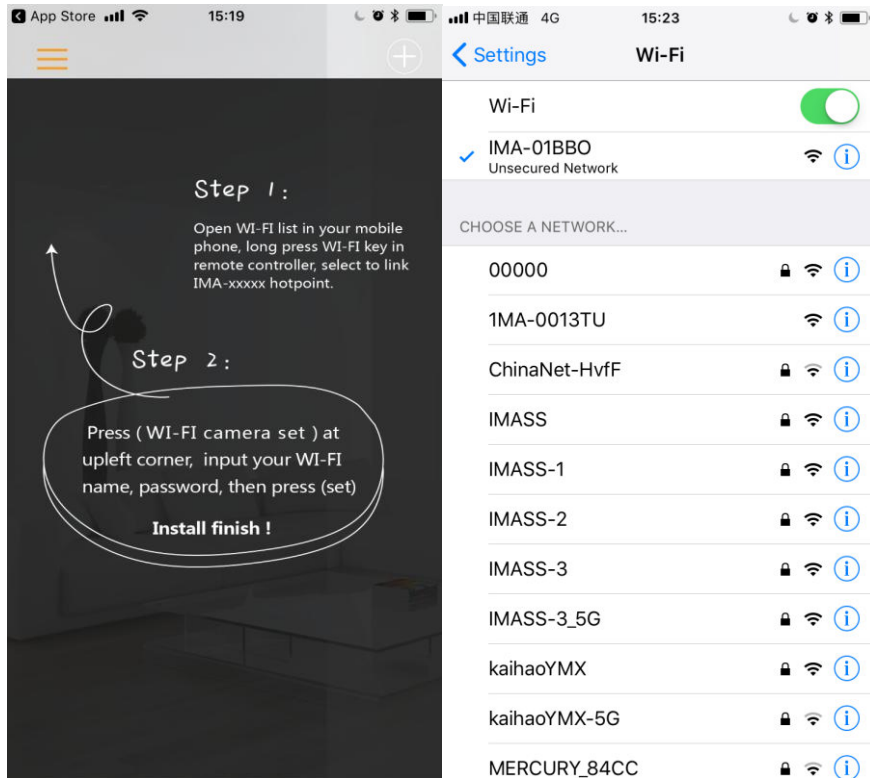 App Store 15:19
Step 1:
Open WI-FI list in your mobile
phone, long press WI-FI key in
remote controller, select to link
IMA-xxxxx hotpoint.
Step 2:
Press ( WI-FI camera set ) at
upleft corner, input your WI-FI
name, password, then press (set)
Install finish !
中国联通 4G 15:23
Settings Wi-Fi
Wi-Fi
IMA-01BBO
Unsecured Network
CHOOSE A NETWORK...
00000
1MA-0013TU
ChinaNet-HvfF
IMASS
IMASS-1
IMASS-2
IMASS-3
IMASS-3_5G
kaihaoYMX
kaihaoYMX-5G
MERCURY_84CC